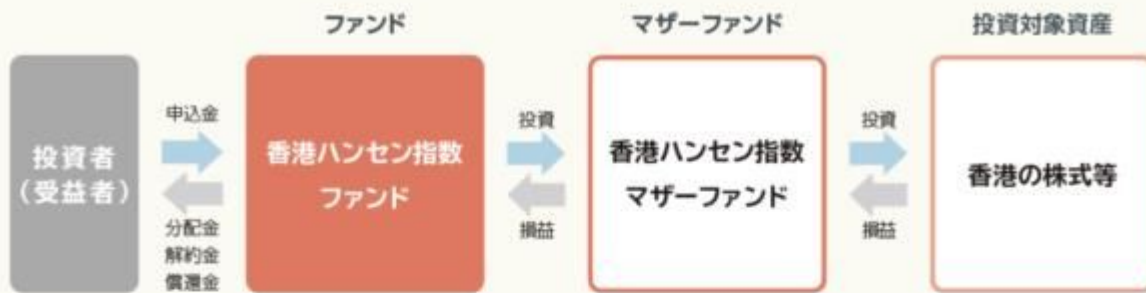 ファンド
マザーファンド
投資対象資産
投資者
（受益者）
申込金
分配金
解約金
償還金
香港ハンセン指数
ファンド
投資
損益
香港ハンセン指数
マザーファンド
投資
損益
香港の株式等